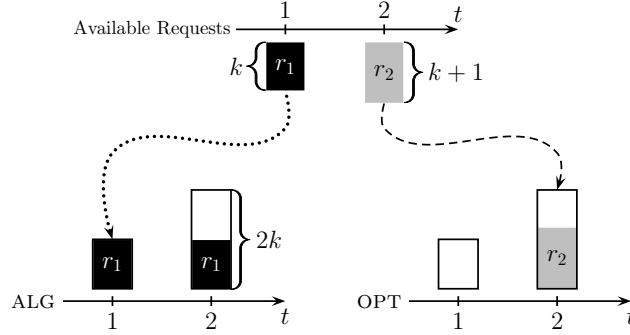 1 2 t
Available Requests
k r₁ r₂ k + 1
r₁ r₁ 2k r₂
ALG OPT
1 2 t 1 2 t